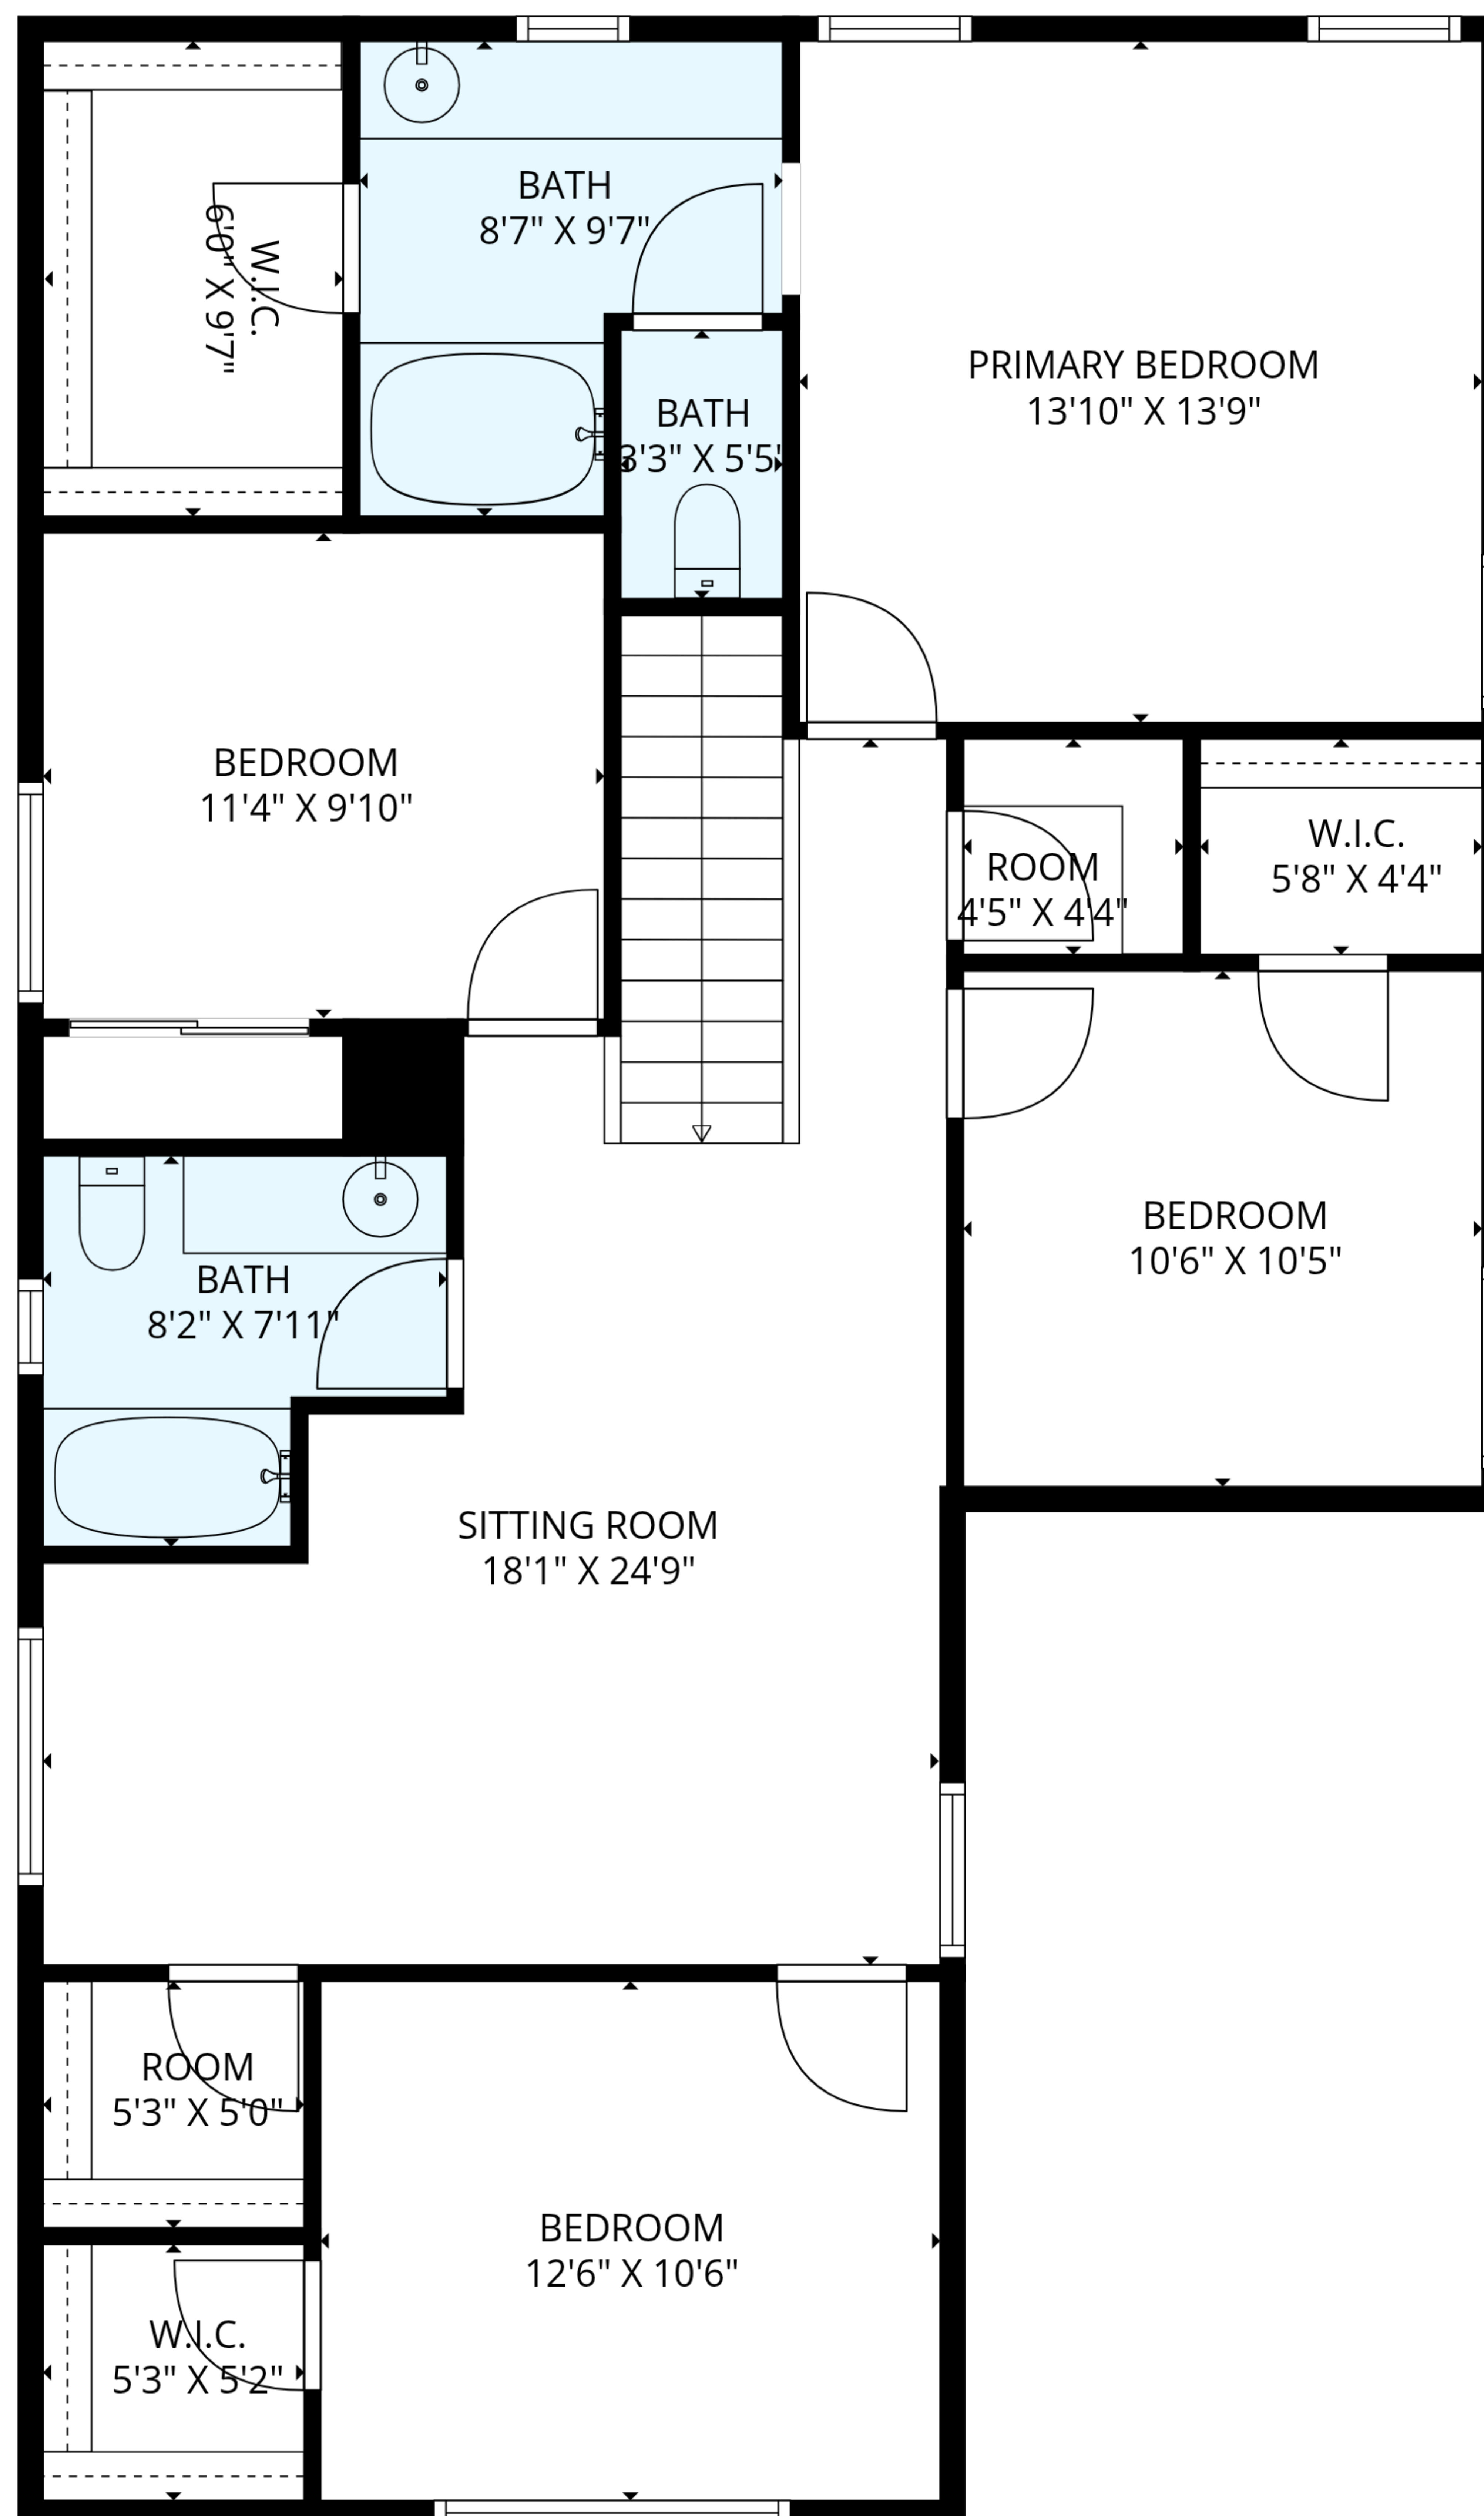 BATH
8'7" X 9'7"
W.I.C.
6'0" X 9'7"
PRIMARY BEDROOM
13'10" X 13'9"
BATH
3'3" X 5'5"
BEDROOM
11'4" X 9'10"
W.I.C.
5'8" X 4'4"
ROOM
4'5" X 4'4"
BEDROOM
10'6" X 10'5"
BATH
8'2" X 7'11"
SITTING ROOM
18'1" X 24'9"
ROOM
5'3" X 5'0"
BEDROOM
12'6" X 10'6"
W.I.C.
5'3" X 5'2"